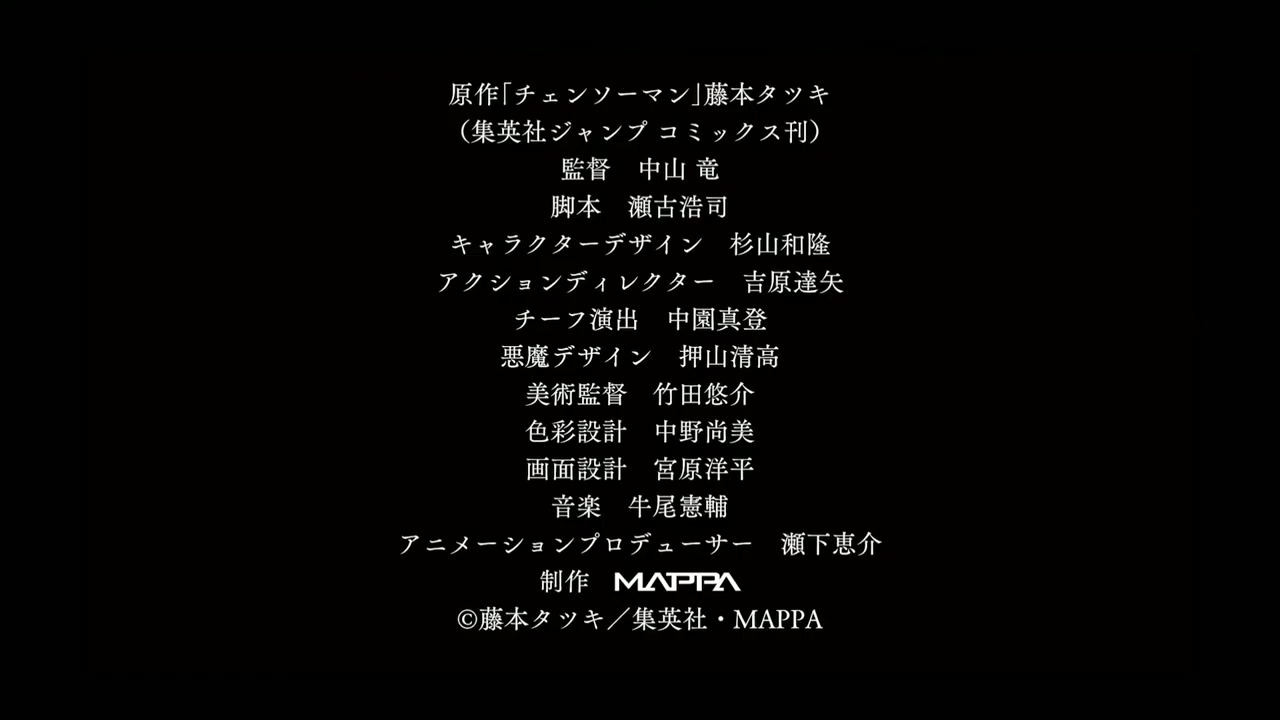 原作「チェンソーマン」藤本タツキ
（集英社ジャンプ コミックス刊）
監督　中山 竜
脚本　瀬古浩司
キャラクターデザイン　杉山和隆
アクションディレクター　吉原達矢
チーフ演出　中園真登
悪魔デザイン　押山清高
美術監督　竹田悠介
色彩設計　中野尚美
画面設計　宮原洋平
音楽　牛尾憲輔
アニメーションプロデューサー　瀬下恵介
制作　MAPPA
©藤本タツキ／集英社・MAPPA